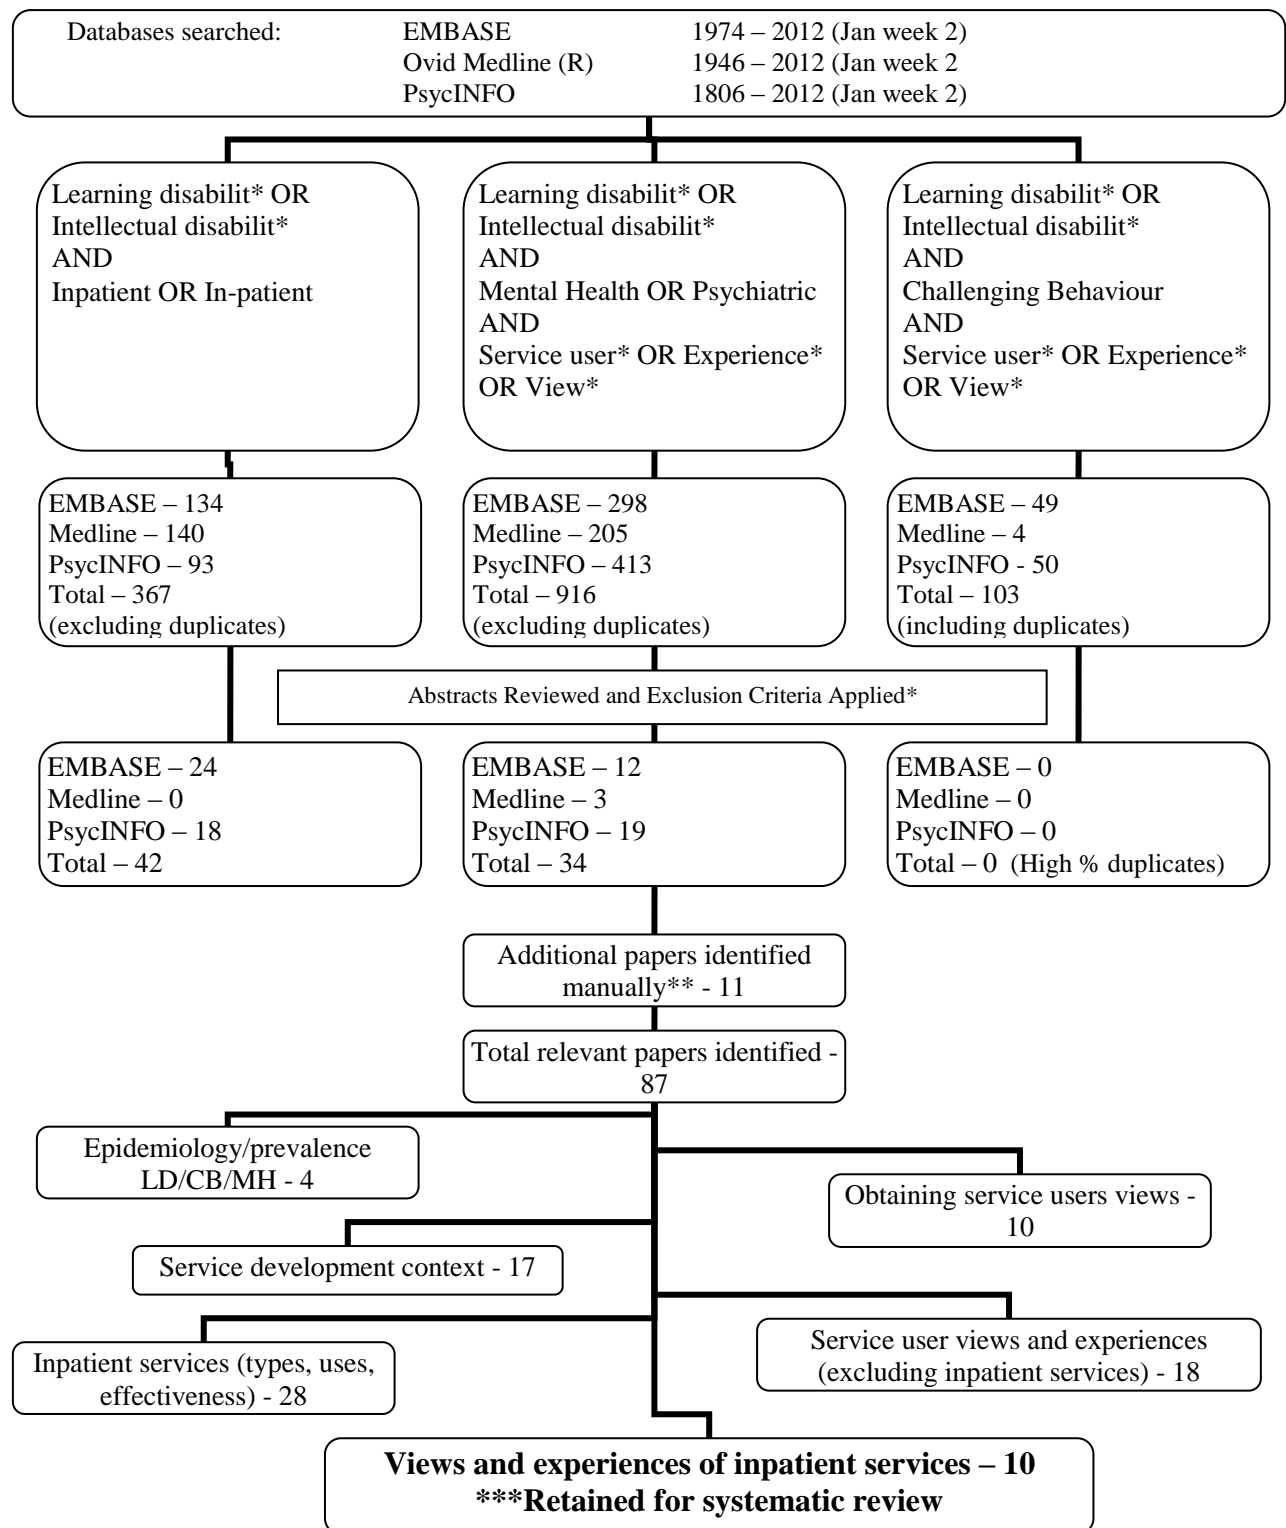 Databases searched: EMBASE 1974 – 2012 (Jan week 2)
Ovid Medline (R) 1946 – 2012 (Jan week 2
PsycINFO 1806 – 2012 (Jan week 2)
Learning disabilit* OR
Intellectual disabilit*
AND
Inpatient OR In-patient
Learning disabilit* OR
Intellectual disabilit*
AND
Mental Health OR Psychiatric
AND
Service user* OR Experience*
OR View*
Learning disabilit* OR
Intellectual disabilit*
AND
Challenging Behaviour
AND
Service user* OR Experience*
OR View*
EMBASE – 134
Medline – 140
PsycINFO – 93
Total – 367
(excluding duplicates)
EMBASE – 298
Medline – 205
PsycINFO – 413
Total – 916
(excluding duplicates)
EMBASE – 49
Medline – 4
PsycINFO - 50
Total – 103
(including duplicates)
Abstracts Reviewed and Exclusion Criteria Applied*
EMBASE – 24
Medline – 0
PsycINFO – 18
Total – 42
EMBASE – 12
Medline – 3
PsycINFO – 19
Total – 34
EMBASE – 0
Medline – 0
PsycINFO – 0
Total – 0 (High % duplicates)
Additional papers identified
manually** - 11
Total relevant papers identified -
87
Epidemiology/prevalence
LD/CB/MH - 4
Obtaining service users views -
10
Service development context - 17
Service user views and experiences
(excluding inpatient services) - 18
Inpatient services (types, uses,
effectiveness) - 28
Views and experiences of inpatient services – 10
***Retained for systematic review